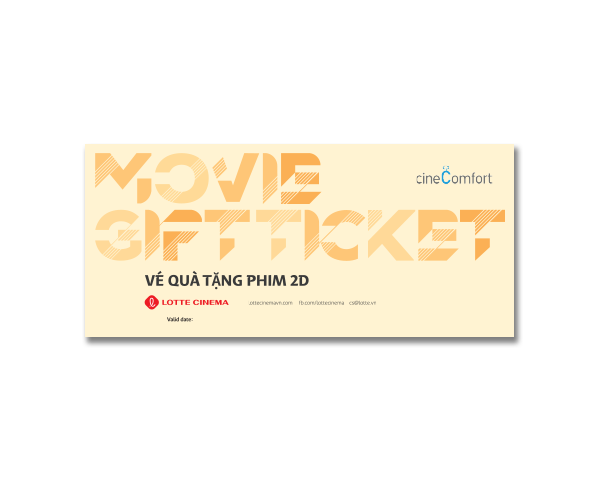 MOVIE
cineComfort
GIFT TICKET
VÉ QUÀ TẶNG PHIM 2D
LOTTE CINEMA .ottecinemavn.com fb.com/lottecinema cs@lotte.vn
Valid date: